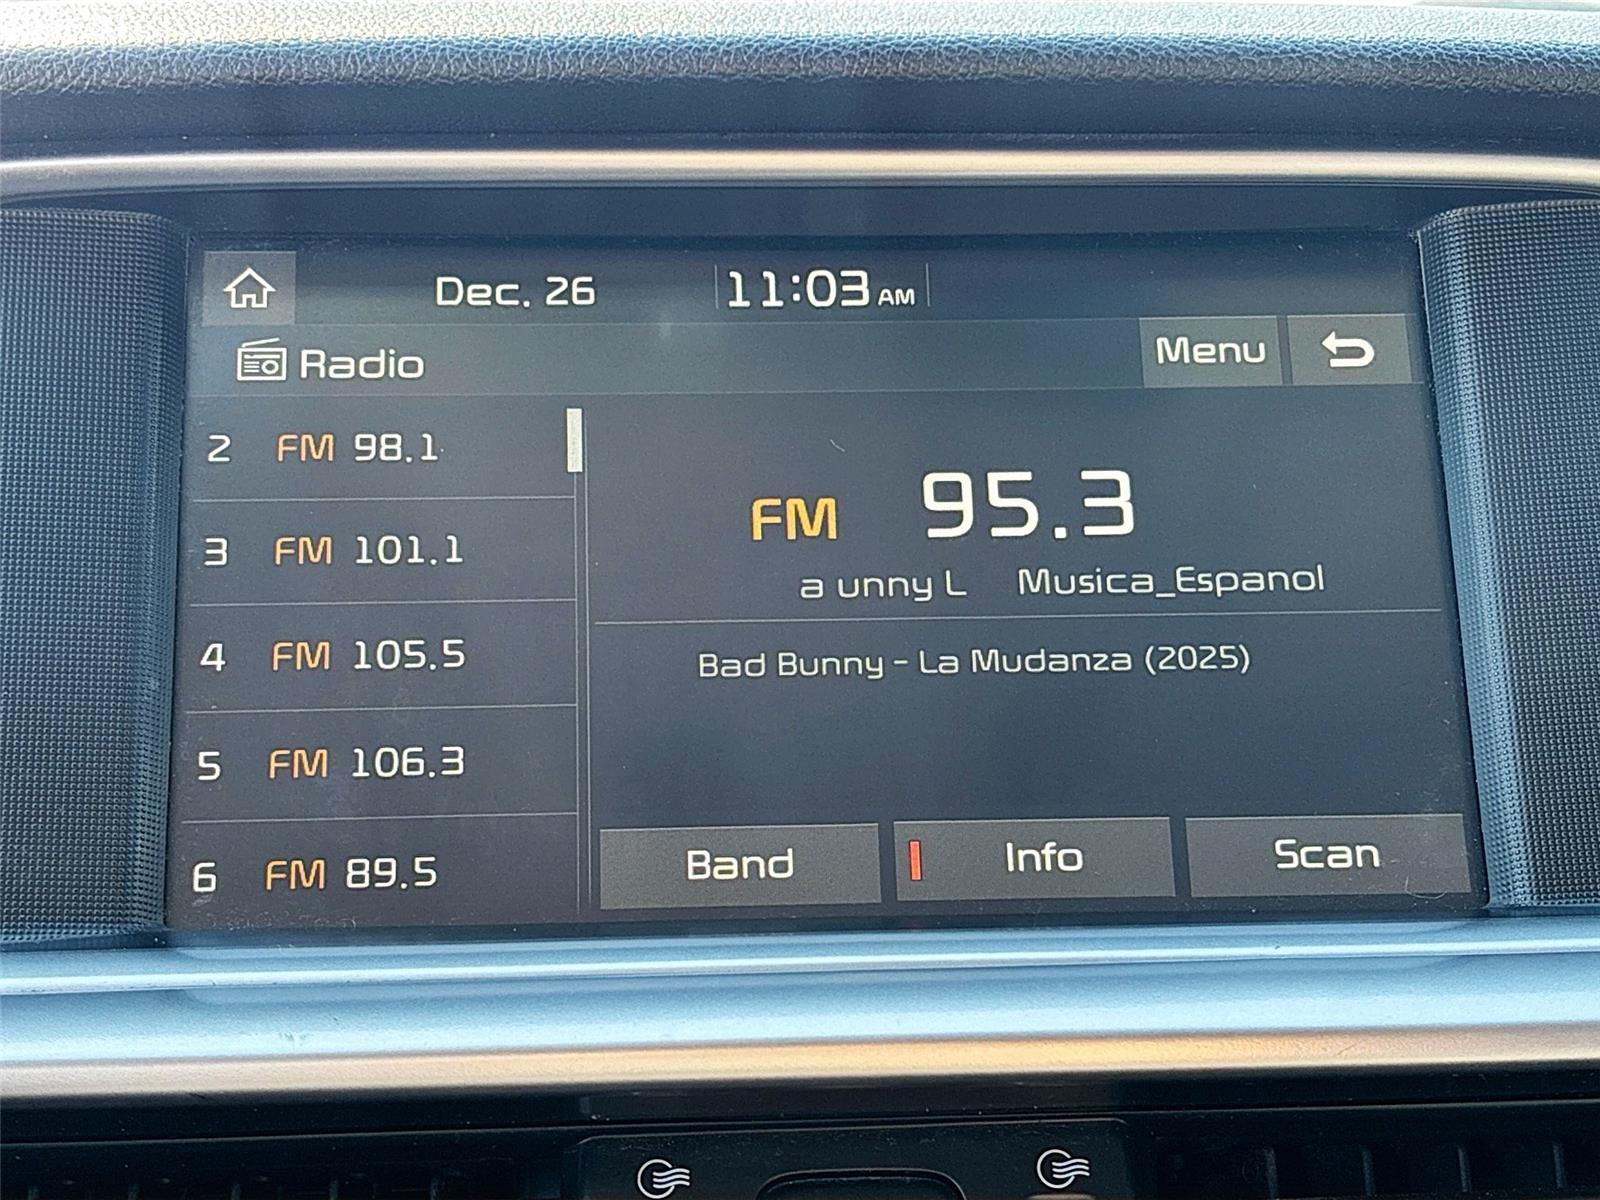 Dec. 26 11:03 AM
Radio
Menu
2 FM 98.1
3 FM 101.1
4 FM 105.5
5 FM 106.3
6 FM 89.5
FM 95.3
a unny L Musica_Espanol
Bad Bunny - La Mudanza (2025)
Band Info Scan